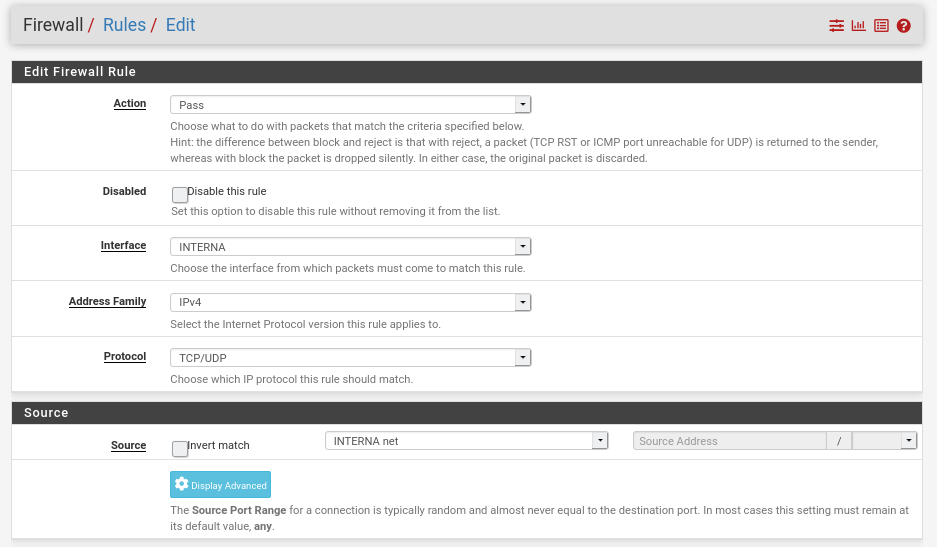 Firewall / Rules / Edit
Edit Firewall Rule
Action
Pass
Choose what to do with packets that match the criteria specified below.
Hint: the difference between block and reject is that with reject, a packet (TCP RST or ICMP port unreachable for UDP) is returned to the sender,
whereas with block the packet is dropped silently. In either case, the original packet is discarded.
Disabled
Disable this rule
Set this option to disable this rule without removing it from the list.
Interface
INTERNA
Choose the interface from which packets must come to match this rule.
Address Family
IPv4
Select the Internet Protocol version this rule applies to.
Protocol
TCP/UDP
Choose which IP protocol this rule should match.
Source
Source
Invert match
INTERNA net
Source Address
/
Display Advanced
The Source Port Range for a connection is typically random and almost never equal to the destination port. In most cases this setting must remain at
its default value, any.